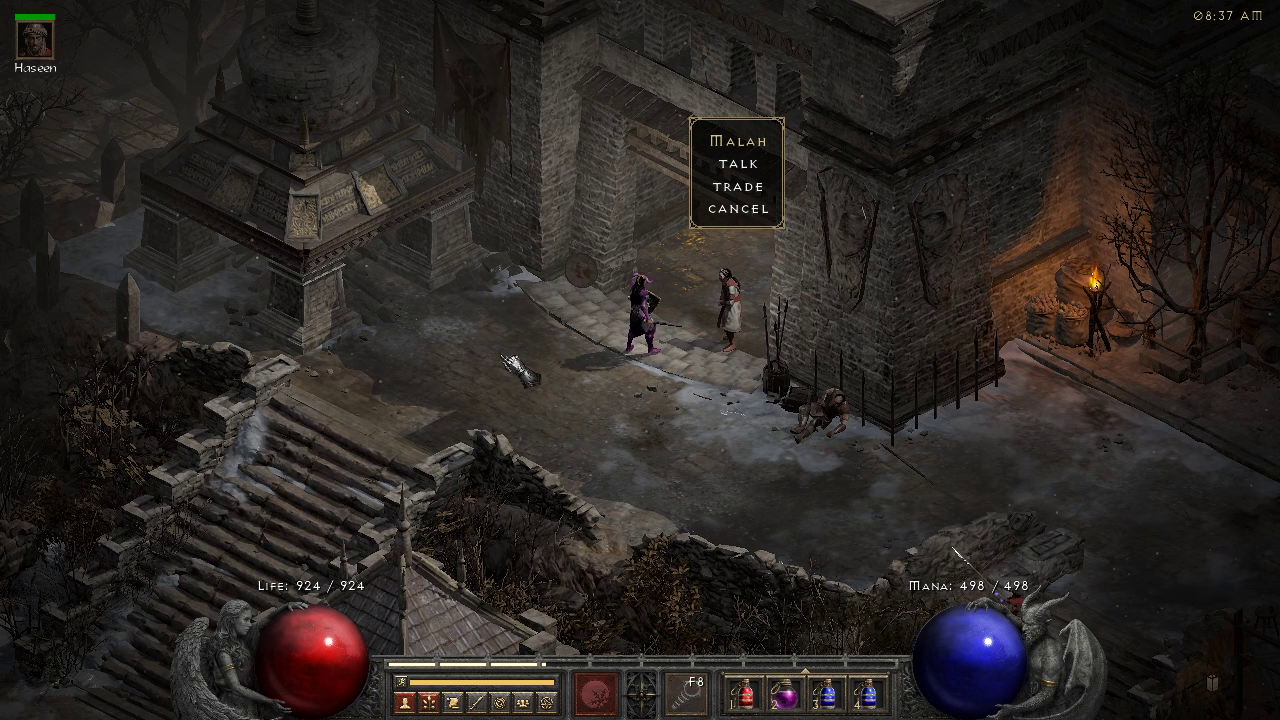 08:37 AM
Haseen
Malah
talk
trade
cancel
Life: 924 / 924
Mana: 498 / 498
F8
1
2
3
4